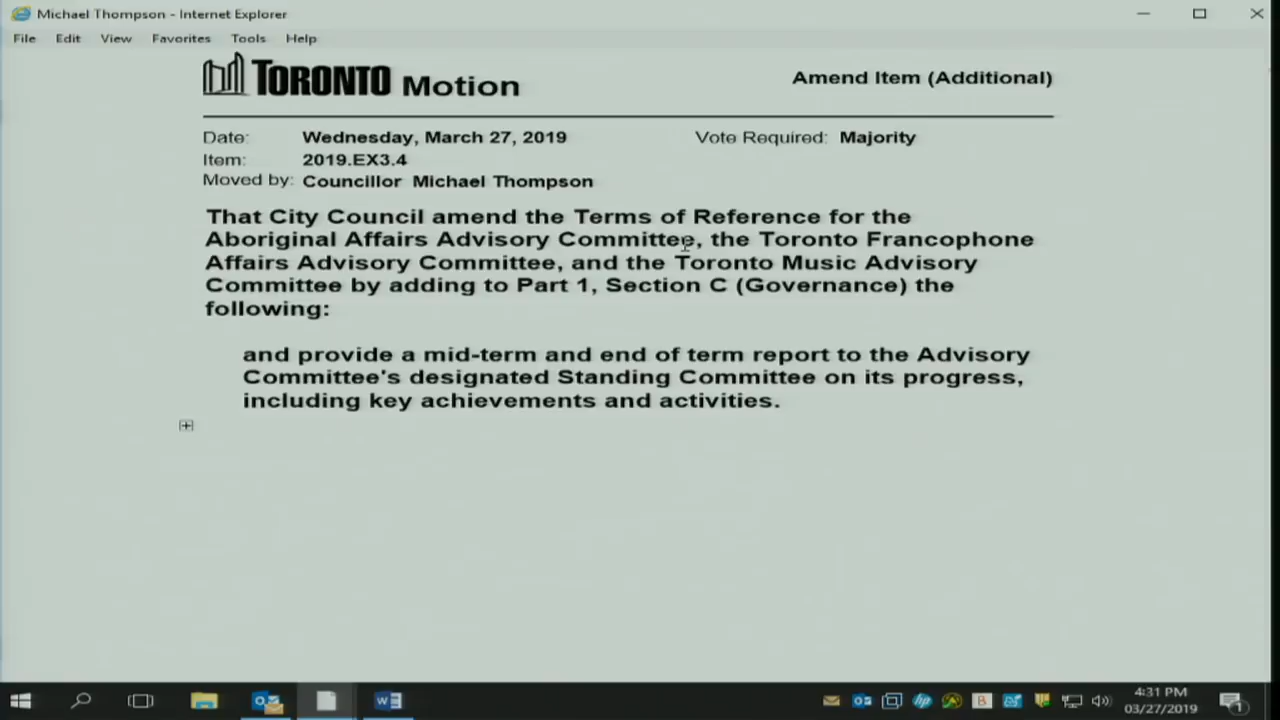 Michael Thompson - Internet Explorer
File Edit View Favorites Tools Help
TORONTO Motion
Amend Item (Additional)
Date: Wednesday, March 27, 2019
Vote Required: Majority
Item: 2019.EX3.4
Moved by: Councillor Michael Thompson
That City Council amend the Terms of Reference for the
Aboriginal Affairs Advisory Committee, the Toronto Francophone
Affairs Advisory Committee, and the Toronto Music Advisory
Committee by adding to Part 1, Section C (Governance) the
following:
and provide a mid-term and end of term report to the Advisory
Committee's designated Standing Committee on its progress,
including key achievements and activities.
4:31 PM
03/27/2019